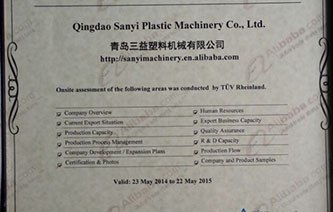 Qingdao Sanyi Plastic Machinery Co., Ltd.
青岛三益塑料机械有限公司
http://sanyimachinery.en.alibaba.com
Onsite assessment of the following areas was conducted by TÜV Rheinland.
Company Overview
Current Export Situation
Production Capacity
Production Process Management
Company Development / Expansion Plans
Certification & Photos
Human Resources
Export Business Capacity
Quality Assurance
R & D Capacity
Production Flow
Company and Product Samples
Valid: 23 May 2014 to 22 May 2015